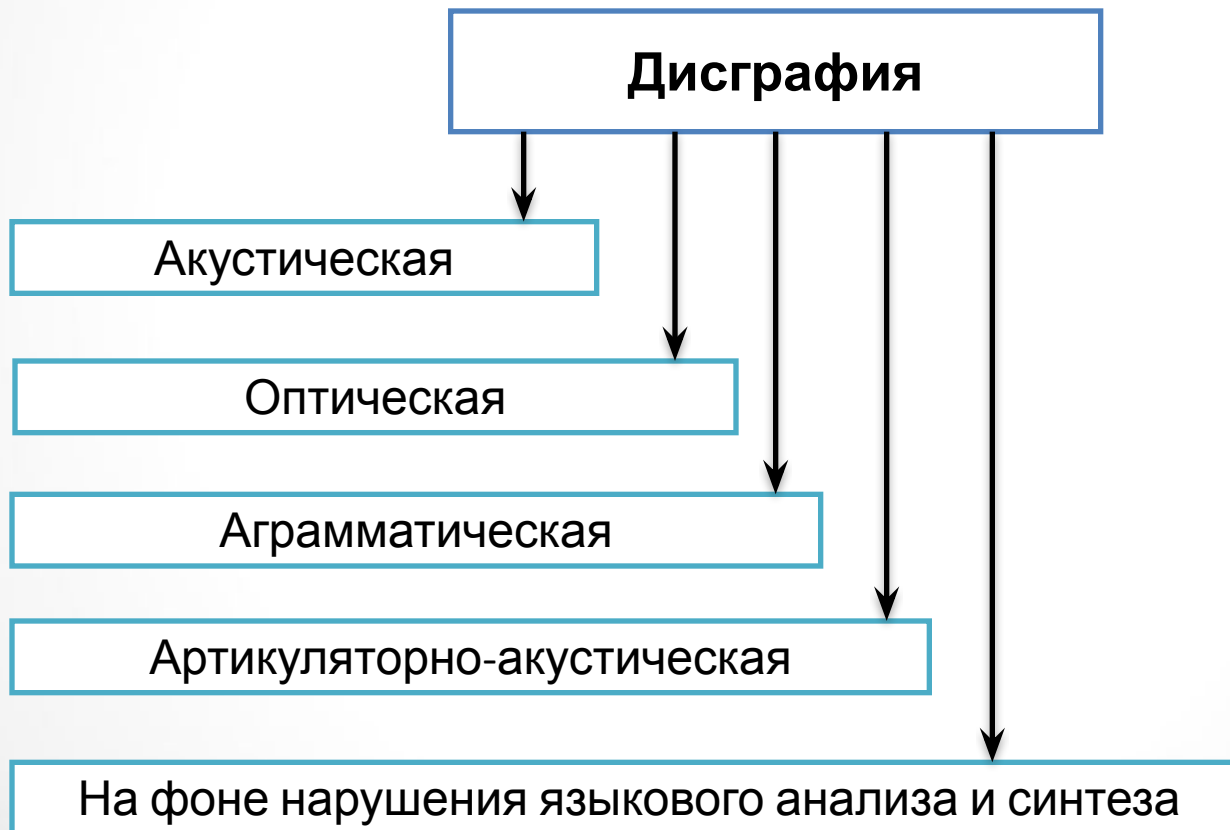 Дисграфия
Акустическая
Оптическая
Аграмматическая
Артикуляторно-акустическая
На фоне нарушения языкового анализа и синтеза